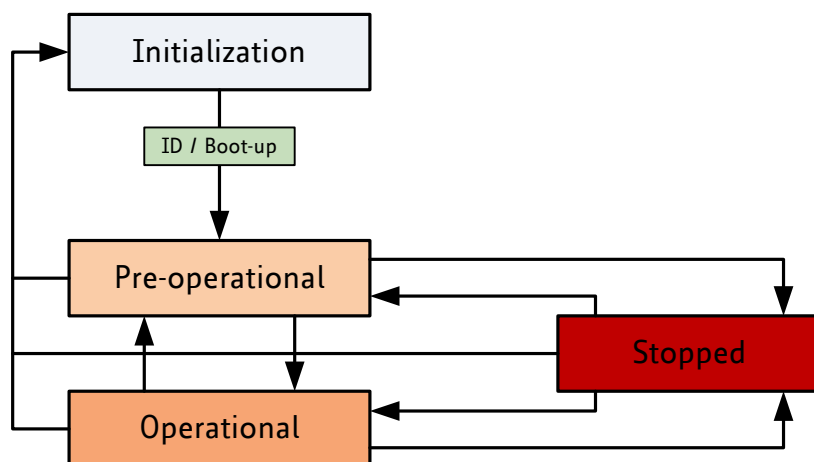 Initialization
ID / Boot-up
Pre-operational
Stopped
Operational